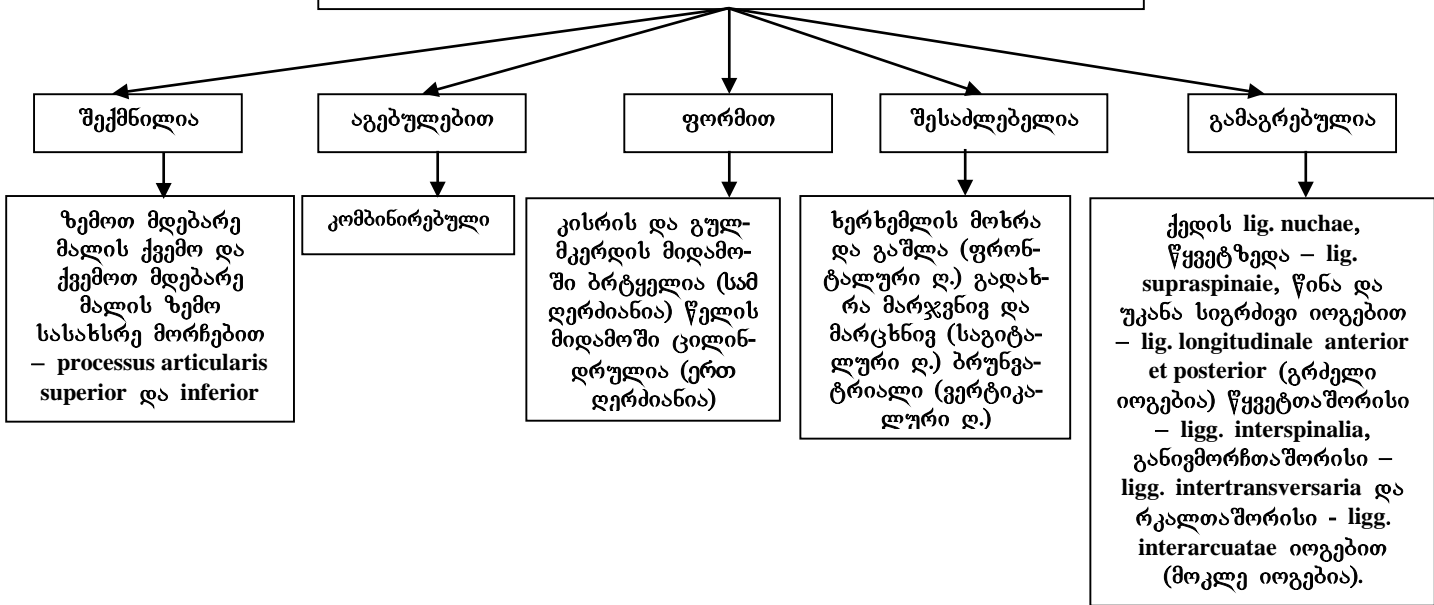 შექმნილია
აგებულებით
ფორმით
შესაძლებელია
გამაგრებულია
ზემოთ მდებარე
მალის ქვემო და
ქვემოთ მდებარე
მალის ზემო
სასახსრე მორჩებით
– processus articularis
superior და inferior
კომბინირებული
კისრის და გულ-
მკერდის მიდამო-
ში ბრტყელია (სამ
ღერძიანია) წელის
მიდამოში ცილინ-
დრულია (ერთ
ღერძიანია)
ხერხემლის მოხრა
და გაშლა (ფრონ-
ტალური ღ.) გადახ-
რა მარჯვნივ და
მარცხნივ (საგიტა-
ლური ღ.) ბრუნვა-
ტრიალი (ვერტიკა-
ლური ღ.)
ქედის lig. nuchae,
წყვეტზედა – lig.
supraspinaie, წინა და
უკანა სიგრძივი იოგებით
– lig. longitudinale anterior
et posterior (გრძელი
იოგებია) წყვეტთაშორისი
– ligg. interspinalia,
განივმორჩთაშორისი –
ligg. intertransversaria და
რკალთაშორისი - ligg.
interarcuatae იოგებით
(მოკლე იოგებია).